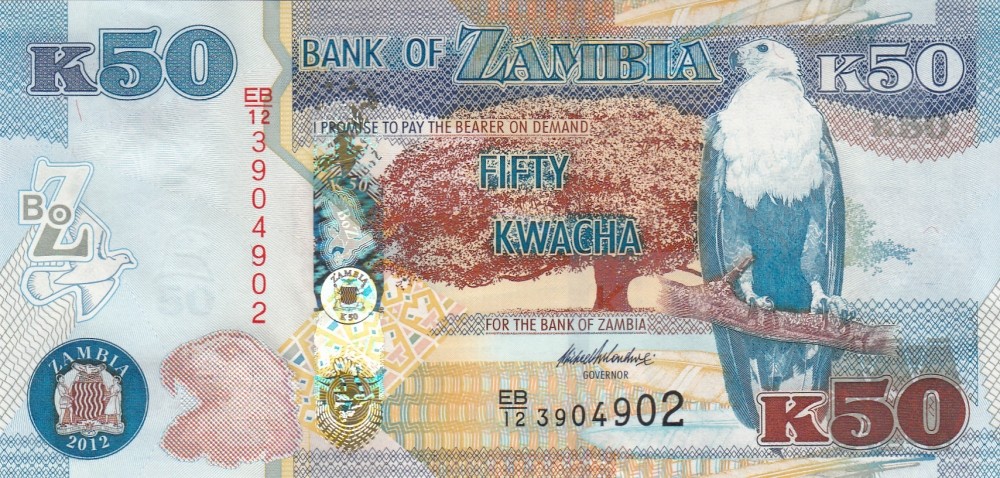 K50
BANK OF ZAMBIA
K50
EB/12 3904902
I PROMISE TO PAY THE BEARER ON DEMAND
FIFTY
KWACHA
BoZ
BoZ
ZAMBIA
K50
FOR THE BANK OF ZAMBIA
GOVERNOR
EB/12 3904902
K50
ZAMBIA
2012